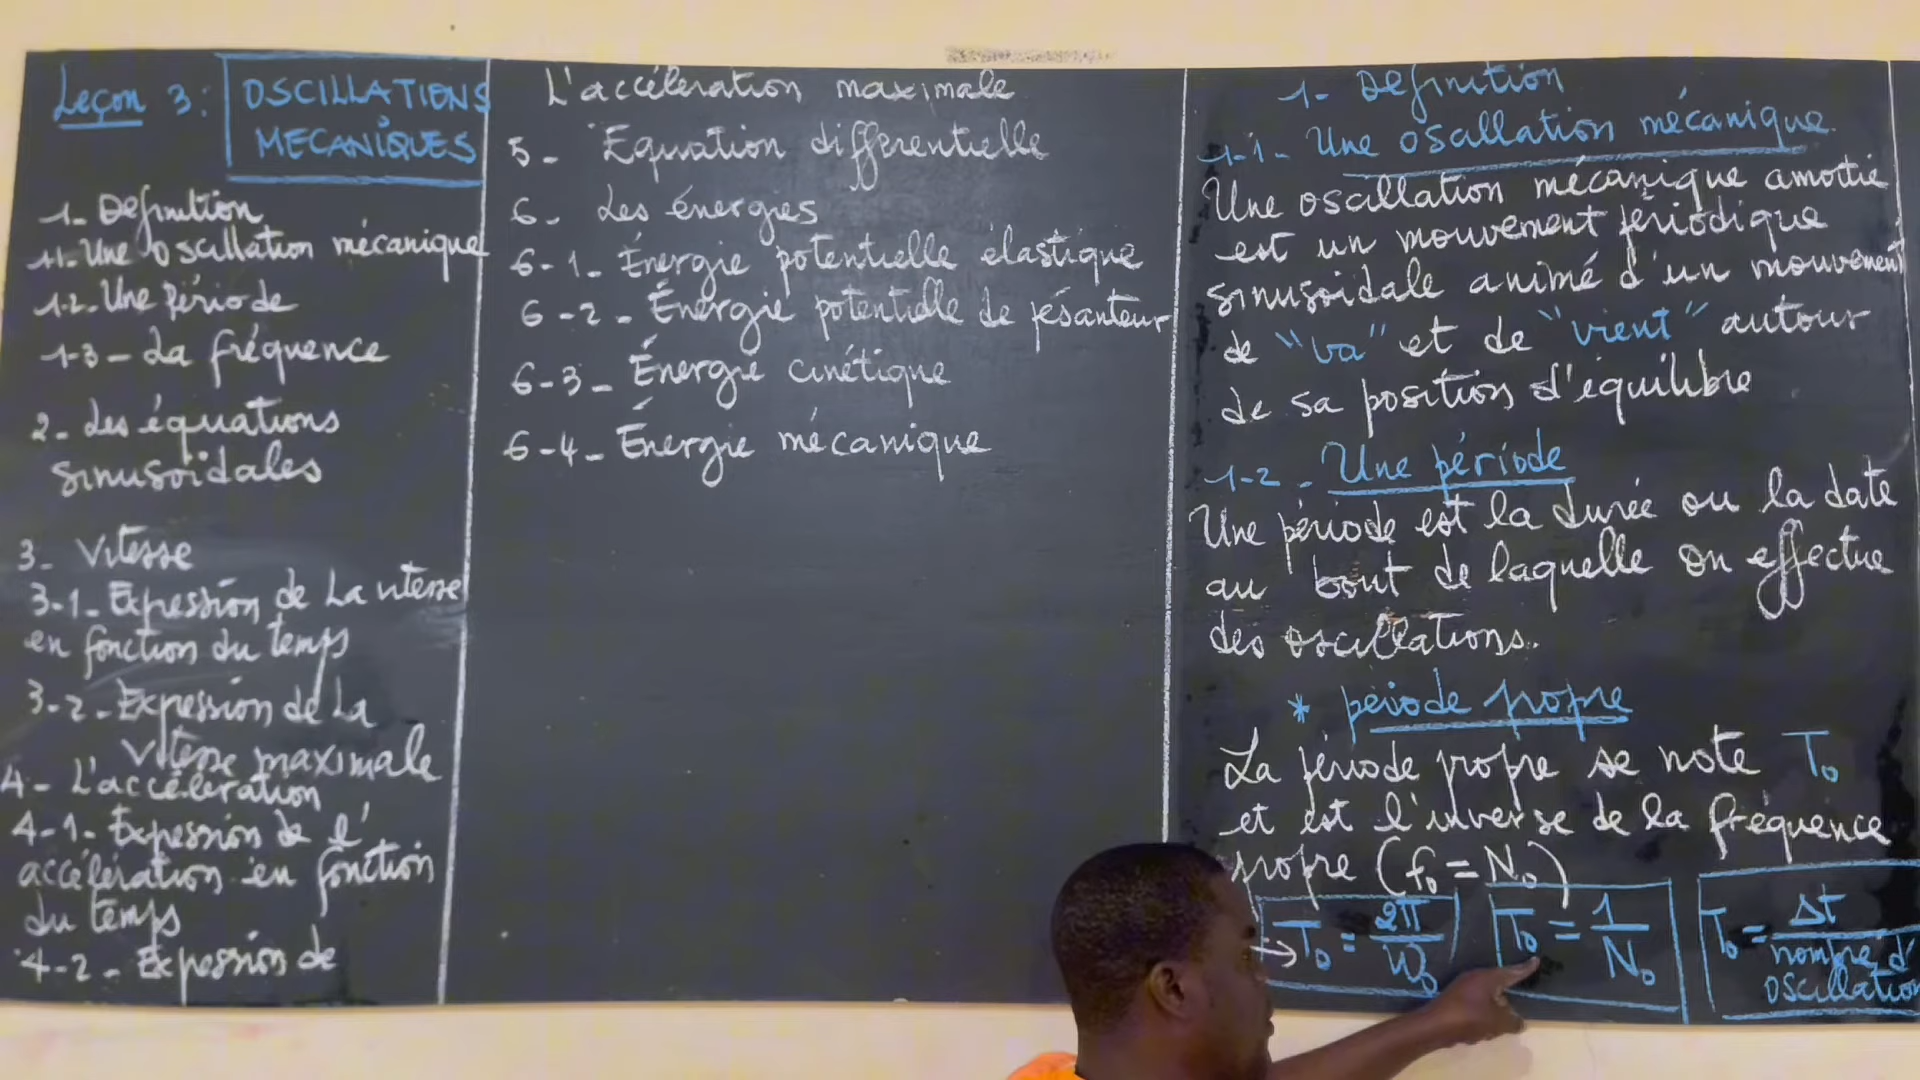 Leçon 3: OSCILLATIONS
MECANIQUES
1- Definition
1.1- Une oscillation mécanique
1.2- Une période
1-3- La fréquence
2- Les équations
sinusoïdales
3- Vitesse
3-1- Expression de La vitesse
en fonction du temps
3-2- Expression de La
Vitesse maximale
4- L'accélération
4-1- Expression de l'
accélération en fonction
du temps
4-2- Expression de
L'accéleration maximale
5- Equation differentielle
6- Les énergies
6-1- Énergie potentielle élastique
6-2- Énergie potentielle de pésanteur
6-3- Énergie cinétique
6-4- Énergie mécanique
1- Definition
1-1- Une oscillation mécanique
Une oscillation mécanique amortie
est un mouvement périodique
sinusoidale animé d'un mouvement
de "va" et de "vient" autour
de sa position d'équilibre
1-2- Une période
Une période est la durée ou la date
au bout de laquelle on effectue
des oscillations.
* période propre
La période propre se note T₀
et est l'inverse de la fréquence
propre (f₀ = N₀)
→ T₀ = 2π/W₀ T₀ = 1/N₀ T₀ = Δt/nombre d'oscillation